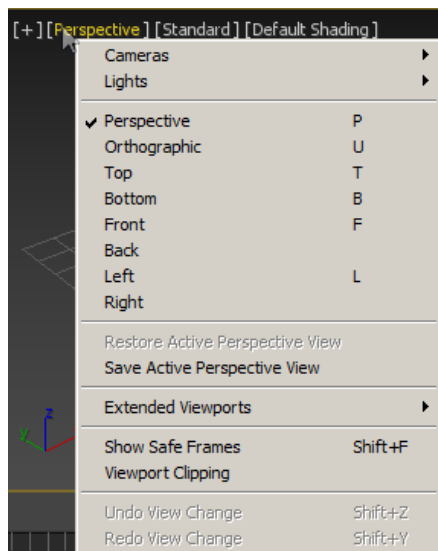 [+][Perspective][Standard][Default Shading]
Cameras
Lights
Perspective P
Orthographic U
Top T
Bottom B
Front F
Back
Left L
Right
Restore Active Perspective View
Save Active Perspective View
Extended Viewports
Show Safe Frames Shift+F
Viewport Clipping
Undo View Change Shift+Z
Redo View Change Shift+Y
z
y